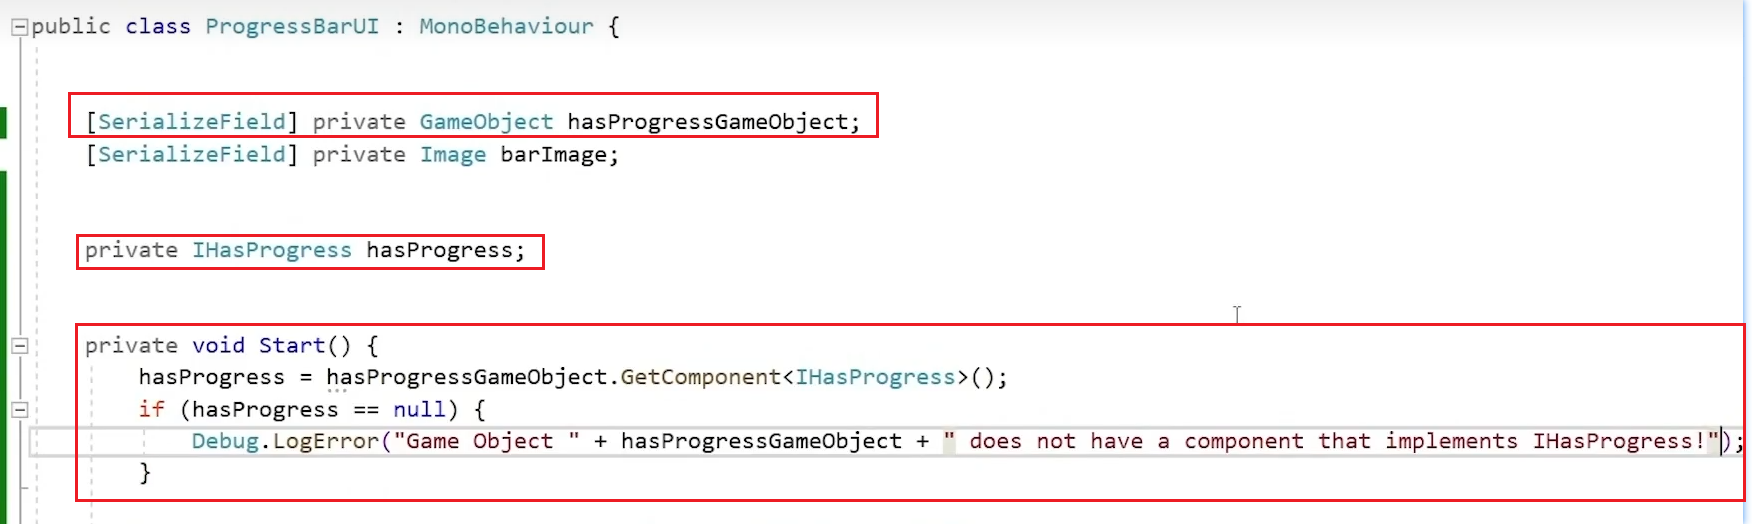 public class ProgressBarUI : MonoBehaviour {
[SerializeField] private GameObject hasProgressGameObject;
[SerializeField] private Image barImage;
private IHasProgress hasProgress;
private void Start() {
hasProgress = hasProgressGameObject.GetComponent<IHasProgress>();
if (hasProgress == null) {
Debug.LogError("Game Object " + hasProgressGameObject + " does not have a component that implements IHasProgress!");
}